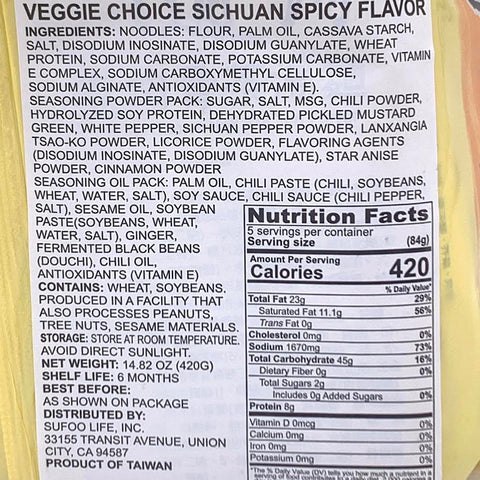 VEGGIE CHOICE SICHUAN SPICY FLAVOR
INGREDIENTS: NOODLES: FLOUR, PALM OIL, CASSAVA STARCH,
SALT, DISODIUM INOSINATE, DISODIUM GUANYLATE, WHEAT
PROTEIN, SODIUM CARBONATE, POTASSIUM CARBONATE, VITAMIN
E COMPLEX, SODIUM CARBOXYMETHYL CELLULOSE,
SODIUM ALGINATE, ANTIOXIDANTS (VITAMIN E).
SEASONING POWDER PACK: SUGAR, SALT, MSG, CHILI POWDER,
HYDROLYZED SOY PROTEIN, DEHYDRATED PICKLED MUSTARD
GREEN, WHITE PEPPER, SICHUAN PEPPER POWDER, LANXANGIA
TSAO-KO POWDER, LICORICE POWDER, FLAVORING AGENTS
(DISODIUM INOSINATE, DISODIUM GUANYLATE), STAR ANISE
POWDER, CINNAMON POWDER
SEASONING OIL PACK: PALM OIL, CHILI PASTE (CHILI, SOYBEANS,
WHEAT, WATER, SALT), SOY SAUCE, CHILI SAUCE (CHILI PEPPER,
SALT), SESAME OIL, SOYBEAN
PASTE(SOYBEANS, WHEAT,
WATER, SALT), GINGER,
FERMENTED BLACK BEANS
(DOUCHI), CHILI OIL,
ANTIOXIDANTS (VITAMIN E)
CONTAINS: WHEAT, SOYBEANS.
PRODUCED IN A FACILITY THAT
ALSO PROCESSES PEANUTS,
TREE NUTS, SESAME MATERIALS.
STORAGE: STORE AT ROOM TEMPERATURE.
AVOID DIRECT SUNLIGHT.
NET WEIGHT: 14.82 OZ (420G)
SHELF LIFE: 6 MONTHS
BEST BEFORE:
AS SHOWN ON PACKAGE
DISTRIBUTED BY:
SUFOO LIFE, INC.
33155 TRANSIT AVENUE, UNION
CITY, CA 94587
PRODUCT OF TAIWAN
Nutrition Facts
5 servings per container
Serving size (84g)
Amount Per Serving
Calories 420
% Daily Value*
Total Fat 23g 29%
Saturated Fat 11.1g 56%
Trans Fat 0g
Cholesterol 0mg 0%
Sodium 1670mg 73%
Total Carbohydrate 45g 16%
Dietary Fiber 0g 0%
Total Sugars 2g
Includes 0g Added Sugars 0%
Protein 8g
Vitamin D 0mcg 0%
Calcium 0mg 0%
Iron 0mg 0%
Potassium 0mg 0%
*The % Daily Value (DV) tells you how much a nutrient in a